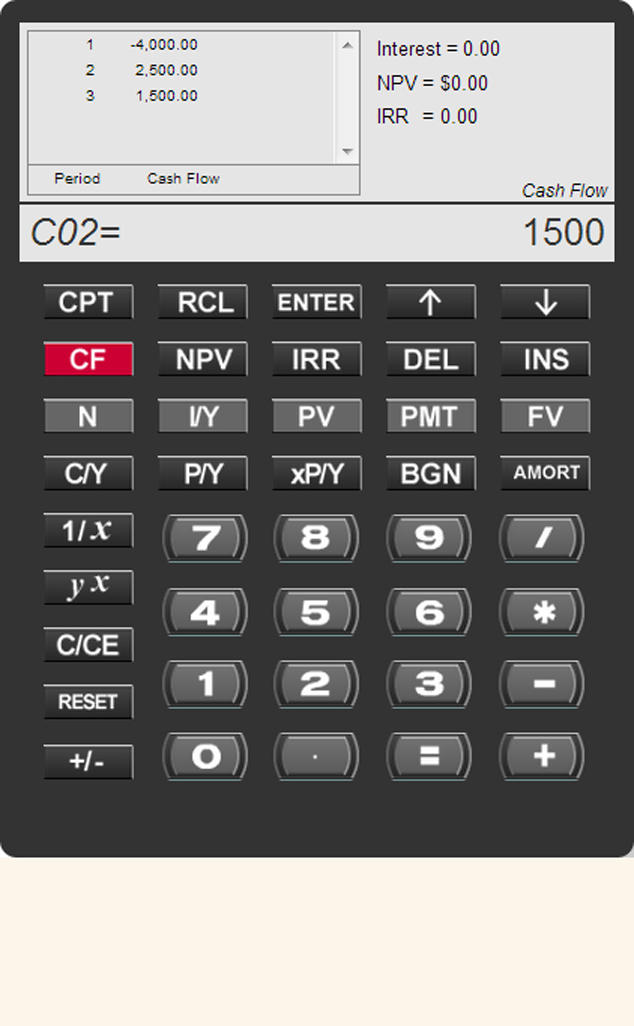 1 -4,000.00
2 2,500.00
3 1,500.00
Period Cash Flow
Interest = 0.00
NPV = $0.00
IRR = 0.00
Cash Flow
C02= 1500
CPT RCL ENTER ↑ ↓
CF NPV IRR DEL INS
N I/Y PV PMT FV
C/Y P/Y xP/Y BGN AMORT
1/x 7 8 9 /
y x 4 5 6 *
C/CE 1 2 3 -
RESET
+/- 0 . = +